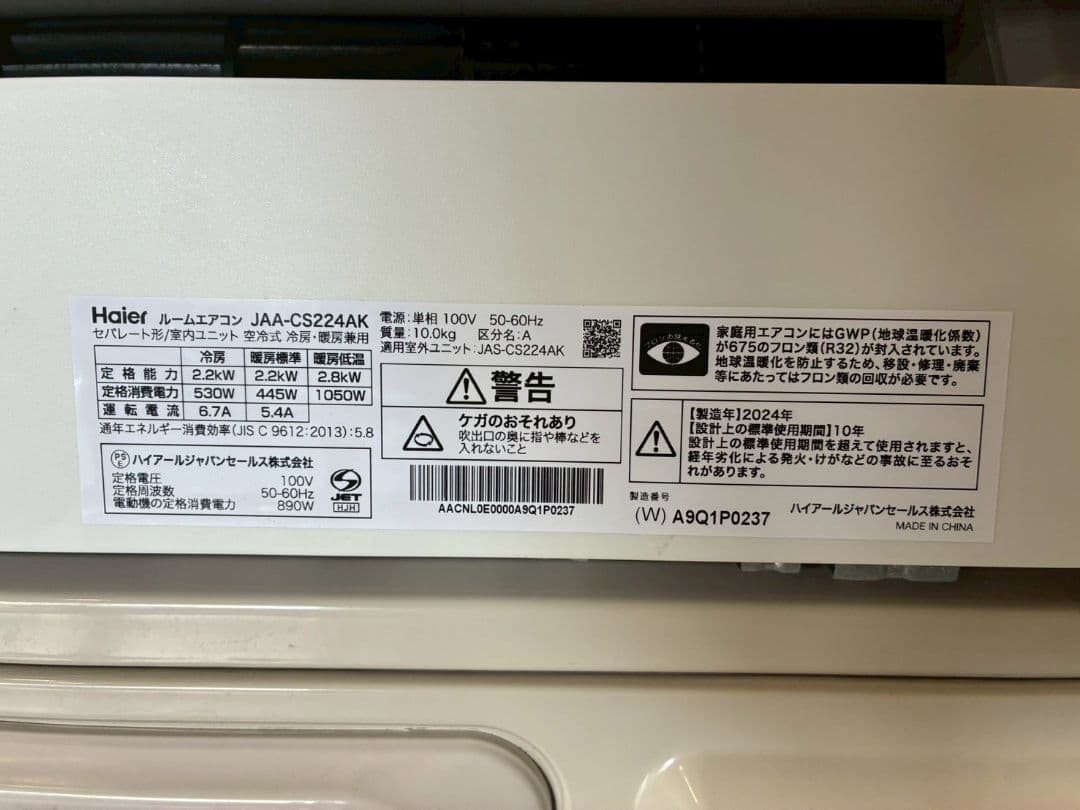 Haier ルームエアコン JAA-CS224AK
セパレート形/室内ユニット 空冷式 冷房・暖房兼用
冷房 暖房標準 暖房低温
定格能力 2.2kW 2.2kW 2.8kW
定格消費電力 530W 445W 1050W
運転電流 6.7A 5.4A
通年エネルギー消費効率(JIS C 9612:2013):5.8
PS
E
ハイアールジャパンセールス株式会社
定格電圧 100V
定格周波数 50-60Hz
電動機の定格消費電力 890W
JET
HJH
電源:単相 100V 50-60Hz
質量:10.0kg 区分名:A
適用室外ユニット:JAS-CS224AK
警告
ケガのおそれあり
吹出口の奥に指や棒などを
入れないこと
AACNL0E0000A9Q1P0237
フロンの見える化
家庭用エアコンにはGWP(地球温暖化係数)
が675のフロン類(R32)が封入されています。
地球温暖化を防止するため、移設・修理・廃棄
等にあたってはフロン類の回収が必要です。
【製造年】2024年
【設計上の標準使用期間】10年
設計上の標準使用期間を超えて使用されますと、
経年劣化による発火・けがなどの事故に至るおそ
れがあります。
製造番号
(W) A9Q1P0237
ハイアールジャパンセールス株式会社
MADE IN CHINA